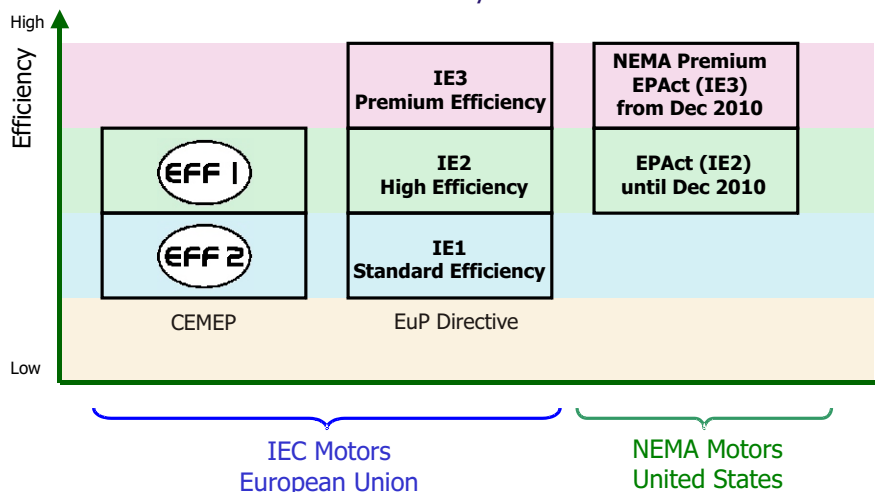 High
Efficiency
IE3
Premium Efficiency
NEMA Premium
EPAct (IE3)
from Dec 2010
EFF 1
IE2
High Efficiency
EPAct (IE2)
until Dec 2010
EFF 2
IE1
Standard Efficiency
CEMEP
EuP Directive
Low
IEC Motors
European Union
NEMA Motors
United States